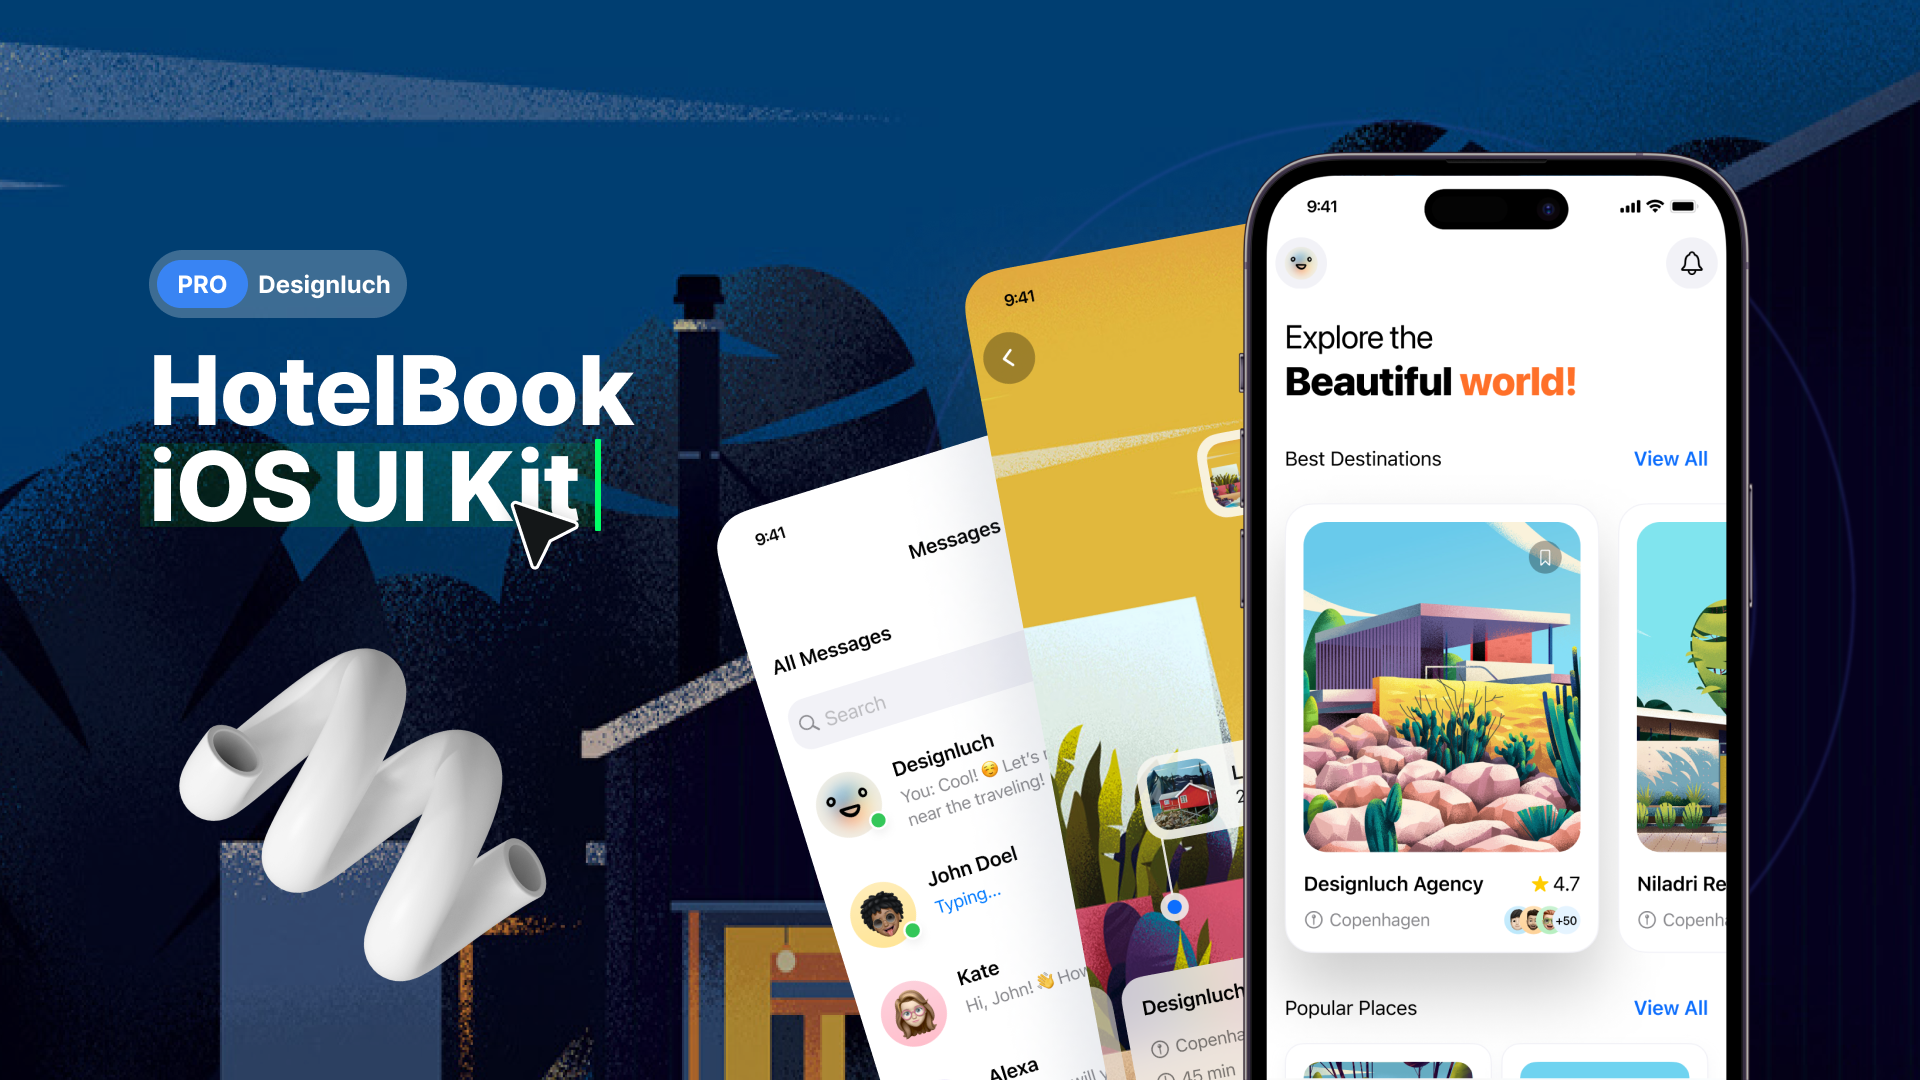 PRO Designluch
HotelBook
iOS UI Kit
9:41
Messages
All Messages
Search
Designluch
You: Cool! ☺️ Let's
near the traveling!
John Doel
Typing...
Kate
Hi, John! 👋 How
Alexa
will
9:41
Designluch
45 min
9:41
Explore the
Beautiful world!
Best Destinations
View All
Designluch Agency
4.7
Copenhagen
+50
Niladri Re
Popular Places
View All